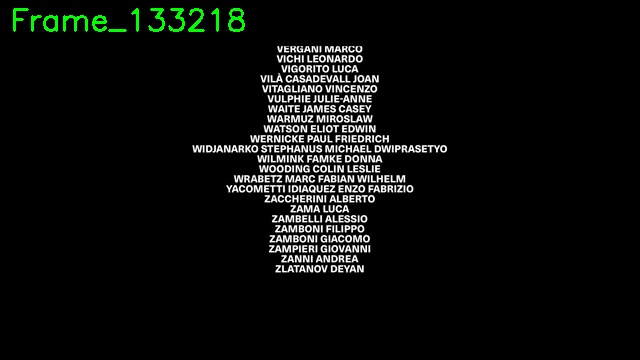 Frame_133218
VERGANI MARCO
VICHI LEONARDO
VIGORITO LUCA
VILÀ CASADEVALL JOAN
VITAGLIANO VINCENZO
VULPHIE JULIE-ANNE
WAITE JAMES CASEY
WARMUZ MIROSLAW
WATSON ELIOT EDWIN
WERNICKE PAUL FRIEDRICH
WIDJANARKO STEPHANUS MICHAEL DWIPRASETYO
WILMINK FAMKE DONNA
WOODING COLIN LESLIE
WRABETZ MARC FABIAN WILHELM
YACOMETTI IDIAQUEZ ENZO FABRIZIO
ZACCHERINI ALBERTO
ZAMA LUCA
ZAMBELLI ALESSIO
ZAMBONI FILIPPO
ZAMBONI GIACOMO
ZAMPIERI GIOVANNI
ZANNI ANDREA
ZLATANOV DEYAN